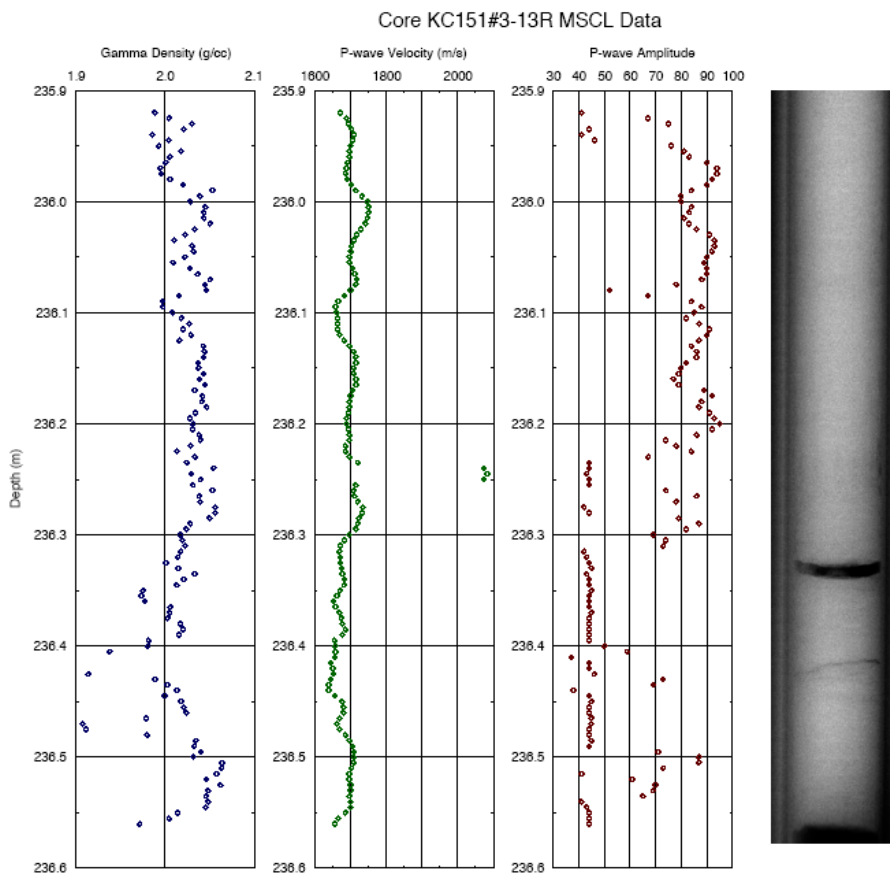 Core KC151#3-13R MSCL Data
Gamma Density (g/cc)
P-wave Velocity (m/s)
P-wave Amplitude
1.9 2.0 2.1
1600 1800 2000
30 40 50 60 70 80 90 100
235.9 235.9 235.9
236.0 236.0 236.0
236.1 236.1 236.1
236.2 236.2 236.2
Depth (m)
236.3 236.3 236.3
236.4 236.4 236.4
236.5 236.5 236.5
236.6 236.6 236.6